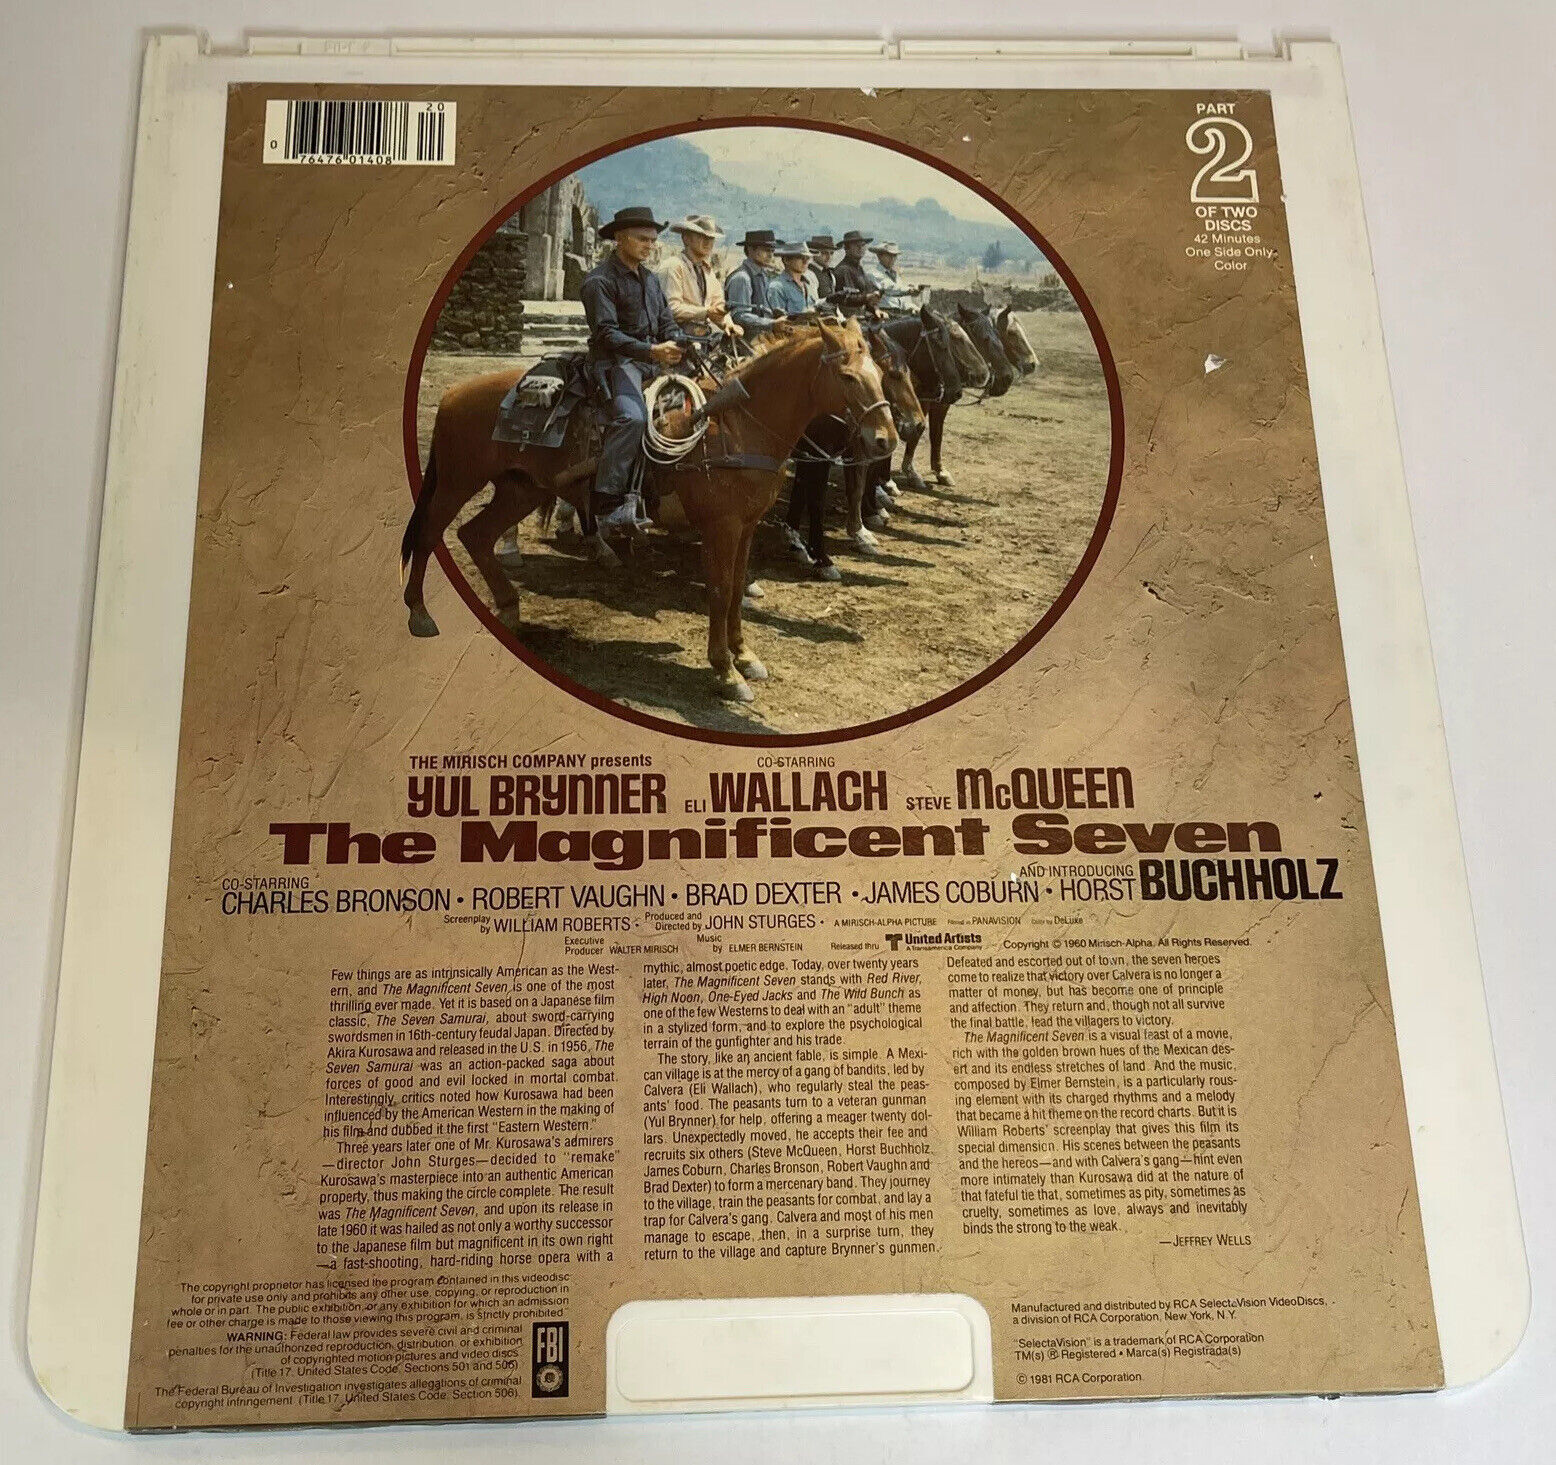 20
0
76476 01408
PART
2
OF TWO
DISCS
42 Minutes
One Side Only
Color
THE MIRISCH COMPANY presents
CO-STARRING
YUL BRYNNER ELI WALLACH STEVE McQUEEN
The Magnificent Seven
CO-STARRING
AND INTRODUCING
CHARLES BRONSON • ROBERT VAUGHN • BRAD DEXTER • JAMES COBURN • HORST BUCHHOLZ
Screenplay by WILLIAM ROBERTS • Produced and Directed by JOHN STURGES • A MIRISCH-ALPHA PICTURE Filmed in PANAVISION Color by DeLuxe
Executive Producer WALTER MIRISCH Music by ELMER BERNSTEIN Released thru United Artists A Transamerica Company Copyright © 1960 Mirisch-Alpha. All Rights Reserved.
Few things are as intrinsically American as the West-
ern, and The Magnificent Seven is one of the most
thrilling ever made. Yet it is based on a Japanese film
classic, The Seven Samurai, about sword-carrying
swordsmen in 16th-century feudal Japan. Directed by
Akira Kurosawa and released in the U.S. in 1956, The
Seven Samurai was an action-packed saga about
forces of good and evil locked in mortal combat.
Interestingly, critics noted how Kurosawa had been
influenced by the American Western in the making of
his film and dubbed it the first "Eastern Western."
Three years later one of Mr. Kurosawa's admirers
—director John Sturges—decided to "remake"
Kurosawa's masterpiece into an authentic American
property, thus making the circle complete. The result
was The Magnificent Seven, and upon its release in
late 1960 it was hailed as not only a worthy successor
to the Japanese film but magnificent in its own right
—a fast-shooting, hard-riding horse opera with a
mythic, almost poetic edge. Today, over twenty years
later, The Magnificent Seven stands with Red River,
High Noon, One-Eyed Jacks and The Wild Bunch as
one of the few Westerns to deal with an "adult" theme
in a stylized form, and to explore the psychological
terrain of the gunfighter and his trade.
The story, like an ancient fable, is simple. A Mexi-
can village is at the mercy of a gang of bandits, led by
Calvera (Eli Wallach), who regularly steal the peas-
ants' food. The peasants turn to a veteran gunman
(Yul Brynner) for help, offering a meager twenty dol-
lars. Unexpectedly moved, he accepts their fee and
recruits six others (Steve McQueen, Horst Buchholz,
James Coburn, Charles Bronson, Robert Vaughn and
Brad Dexter) to form a mercenary band. They journey
to the village, train the peasants for combat, and lay a
trap for Calvera's gang. Calvera and most of his men
manage to escape, then, in a surprise turn, they
return to the village and capture Brynner's gunmen.
Defeated and escorted out of town, the seven heroes
come to realize that victory over Calvera is no longer a
matter of money, but has become one of principle
and affection. They return and, though not all survive
the final battle, lead the villagers to victory.
The Magnificent Seven is a visual feast of a movie,
rich with the golden brown hues of the Mexican des-
ert and its endless stretches of land. And the music,
composed by Elmer Bernstein, is a particularly rous-
ing element with its charged rhythms and a melody
that became a hit theme on the record charts. But it is
William Roberts' screenplay that gives this film its
special dimension. His scenes between the peasants
and the hereos—and with Calvera's gang—hint even
more intimately than Kurosawa did at the nature of
that fateful tie that, sometimes as pity, sometimes as
cruelty, sometimes as love, always and inevitably
binds the strong to the weak.
—JEFFREY WELLS
The copyright proprietor has licensed the program contained in this videodisc
for private use only and prohibits any other use, copying, or reproduction in
whole or in part. The public exhibition, or any exhibition for which an admission
fee or other charge is made to those viewing this program, is strictly prohibited.
WARNING: Federal law provides severe civil and criminal
penalties for the unauthorized reproduction, distribution, or exhibition
of copyrighted motion pictures and video discs
(Title 17, United States Code, Sections 501 and 506)
The Federal Bureau of Investigation investigates allegations of criminal
copyright infringement (Title 17, United States Code, Section 506).
FBI
Manufactured and distributed by RCA SelectaVision VideoDiscs,
a division of RCA Corporation, New York, N.Y.
"SelectaVision" is a trademark of RCA Corporation
TM(s) ® Registered • Marca(s) Registrada(s)
© 1981 RCA Corporation